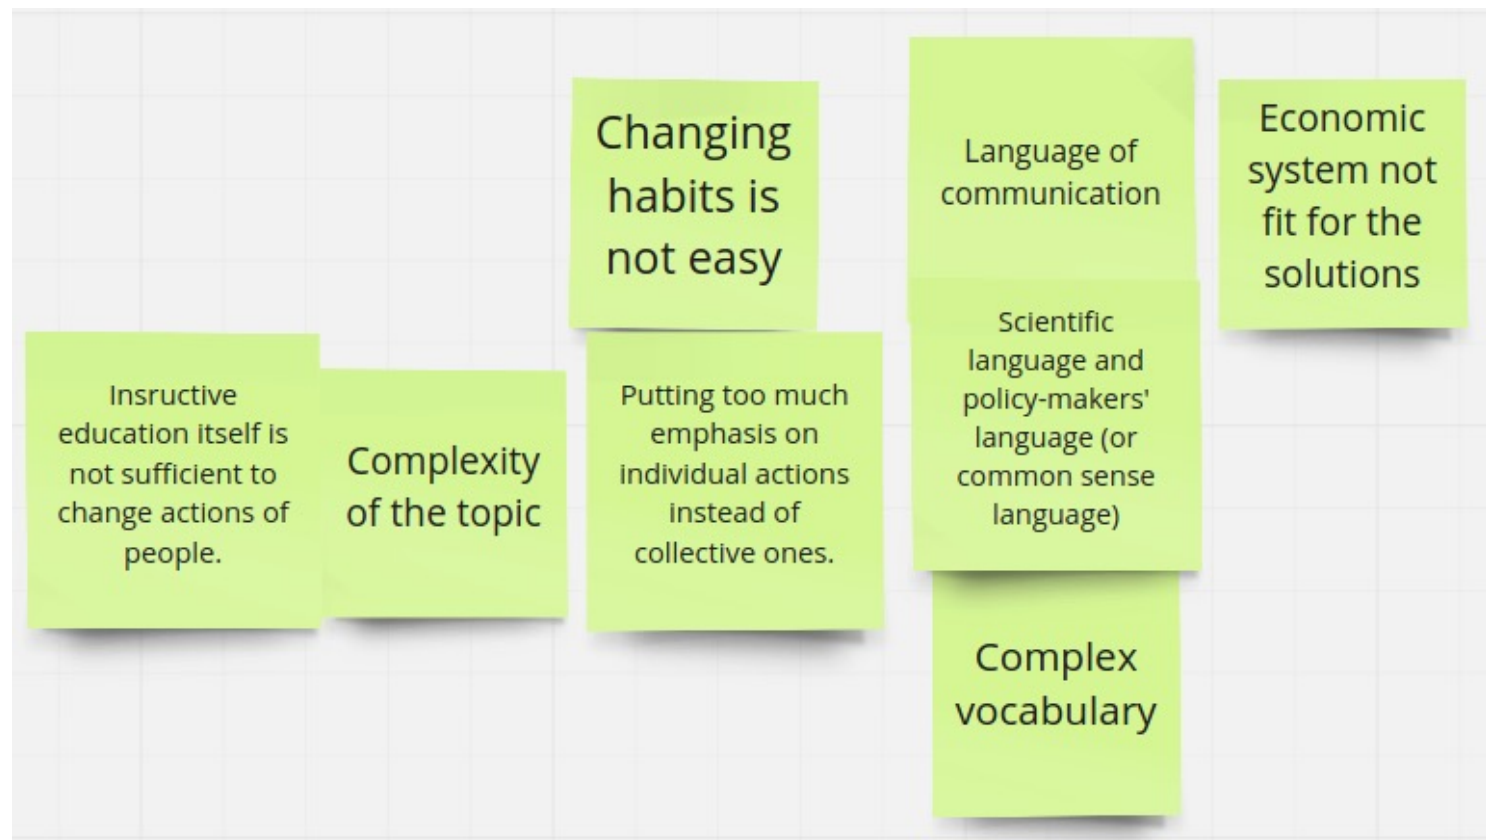 Changing
habits is
not easy
Language of
communication
Economic
system not
fit for the
solutions
Insructive
education itself is
not sufficient to
change actions of
people.
Complexity
of the topic
Putting too much
emphasis on
individual actions
instead of
collective ones.
Scientific
language and
policy-makers'
language (or
common sense
language)
Complex
vocabulary